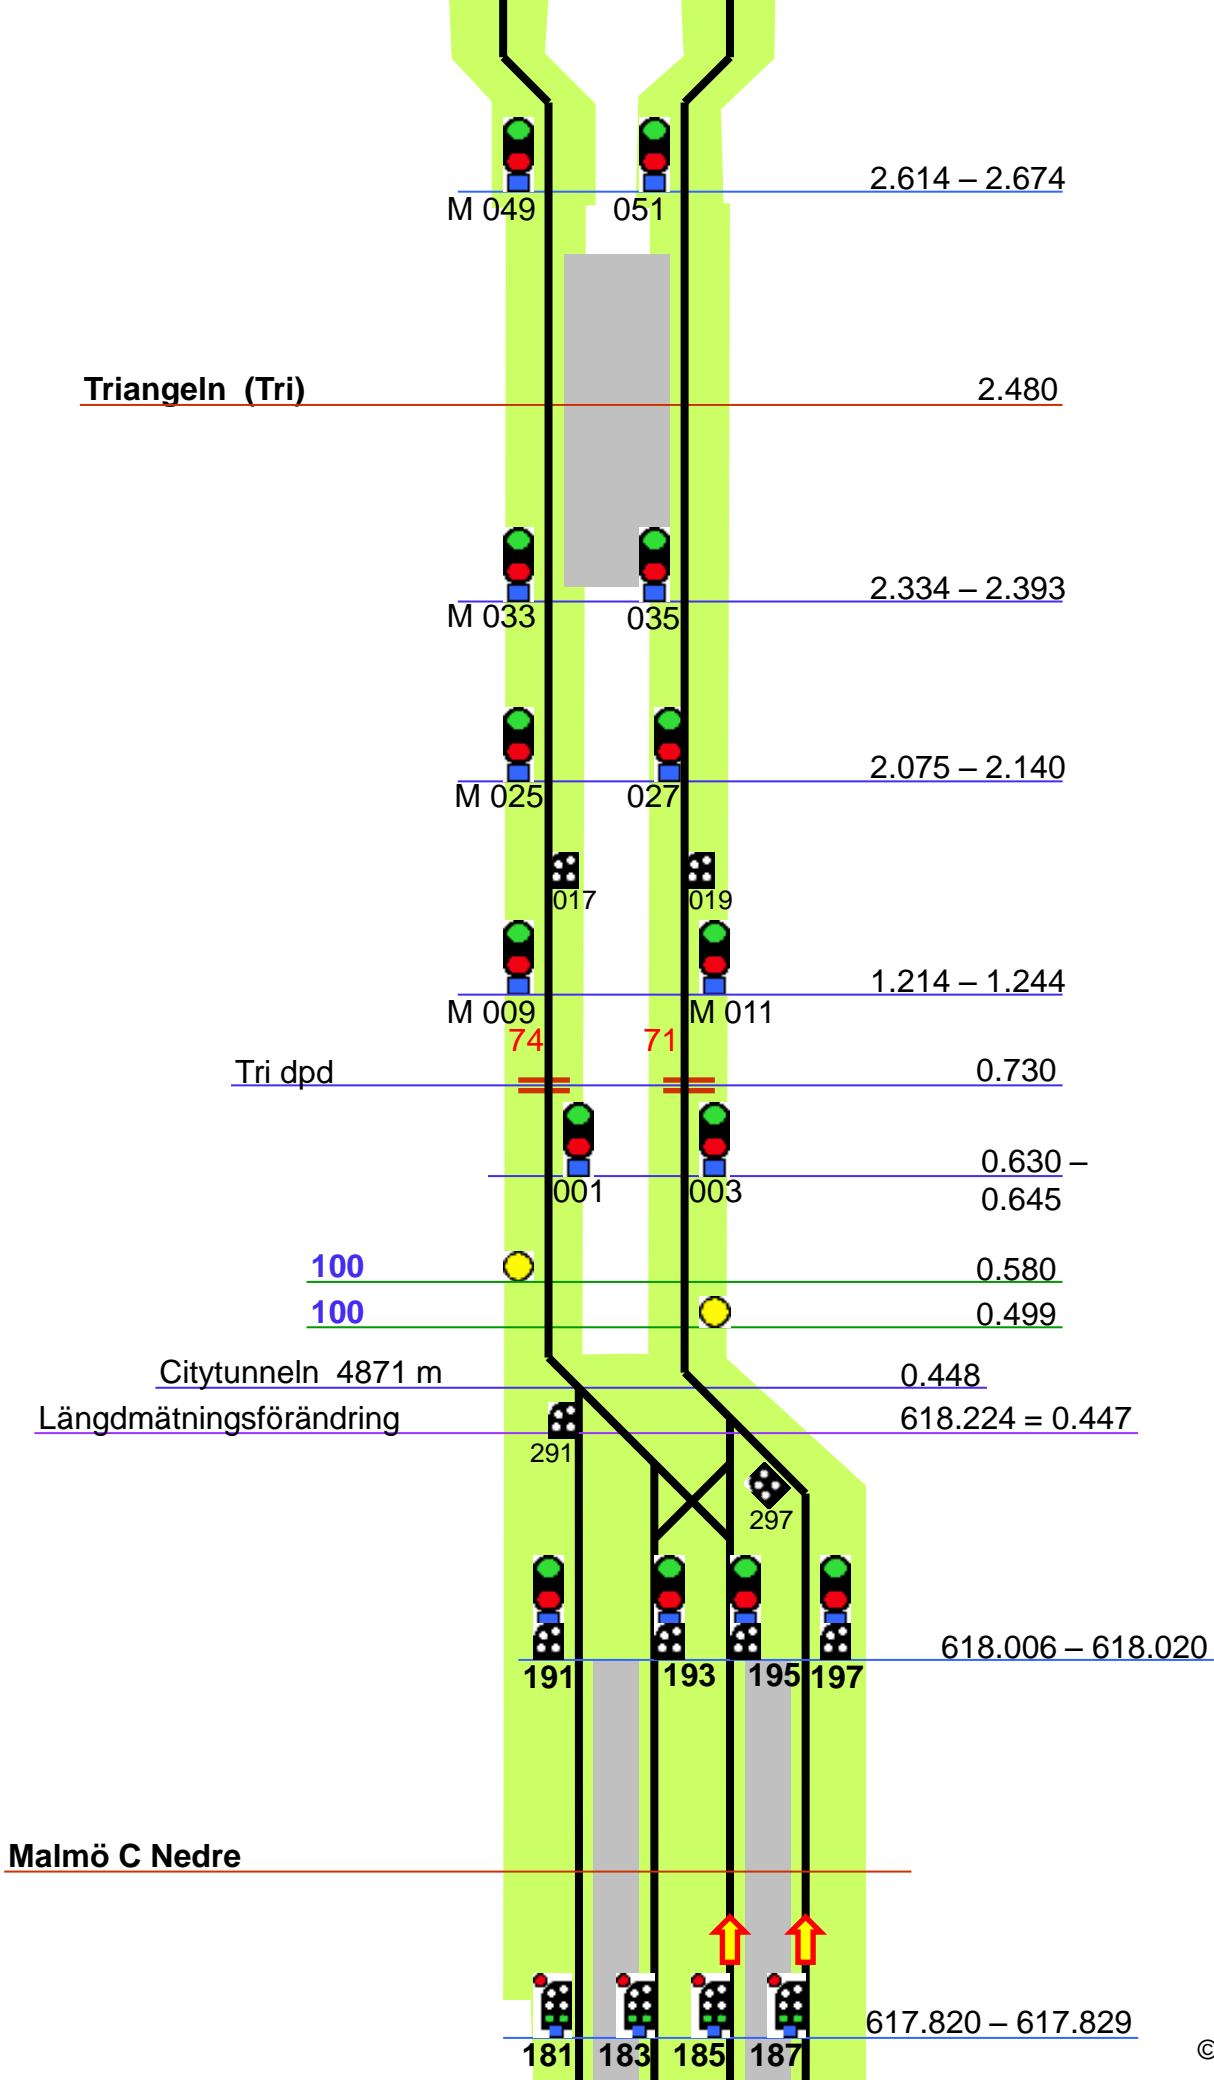 2.614 – 2.674
M 049 051
Triangeln (Tri) 2.480
2.334 – 2.393
M 033 035
2.075 – 2.140
M 025 027
017 019
1.214 – 1.244
M 009 M 011
74 71
Tri dpd 0.730
0.630 –
001 003 0.645
100 0.580
100 0.499
Citytunneln 4871 m 0.448
Längdmätningsförändring 618.224 = 0.447
291
297
618.006 – 618.020
191 193 195 197
Malmö C Nedre
617.820 – 617.829
181 183 185 187
©